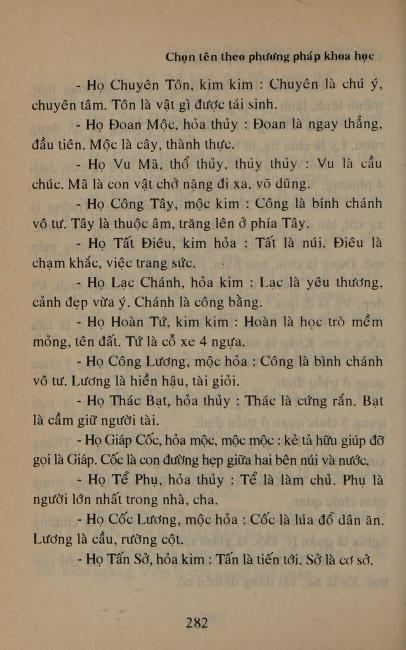 Chọn tên theo phương pháp khoa học
- Họ Chuyên Tôn, kim kim : Chuyên là chú ý,
chuyên tâm. Tôn là vật gì được tái sinh.
- Họ Đoan Mộc, hỏa thủy : Đoan là ngay thẳng,
đầu tiên. Mộc là cây, thành thực.
- Họ Vu Mã, thổ thủy, thủy thủy : Vu là cầu
chúc. Mã là con vật chở nặng đi xa, võ dũng.
- Họ Công Tây, mộc kim : Công là bính chánh
vô tư. Tây là thuộc âm, trăng lên ở phía Tây.
- Họ Tất Điêu, kim hỏa : Tất là núi. Điêu là
chạm khắc, việc trang sức.
- Họ Lạc Chánh, hỏa kim : Lạc là yêu thương,
cảnh đẹp vừa ý. Chánh là công bằng.
- Họ Hoàn Tứ, kim kim : Hoàn là học trò mềm
mỏng, tên đất. Tứ là cỗ xe 4 ngựa.
- Họ Công Lương, mộc hỏa : Công là bình chánh
vô tư. Lương là hiền hậu, tài giỏi.
- Họ Thác Bạt, hỏa thủy : Thác là cứng rắn. Bạt
là cầm giữ người tài.
- Họ Giáp Cốc, hỏa mộc, mộc mộc : kẻ tả hữu giúp đỡ
gọi là Giáp. Cốc là con đường hẹp giữa hai bên núi và nước.
- Họ Tể Phụ, hỏa thủy : Tể là làm chủ. Phụ là
người lớn nhất trong nhà, cha.
- Họ Cốc Lương, mộc hỏa : Cốc là lúa đổ dân ăn.
Lương là cầu, rường cột.
- Họ Tấn Sở, hỏa kim : Tấn là tiến tới. Sở là cơ sở.
282